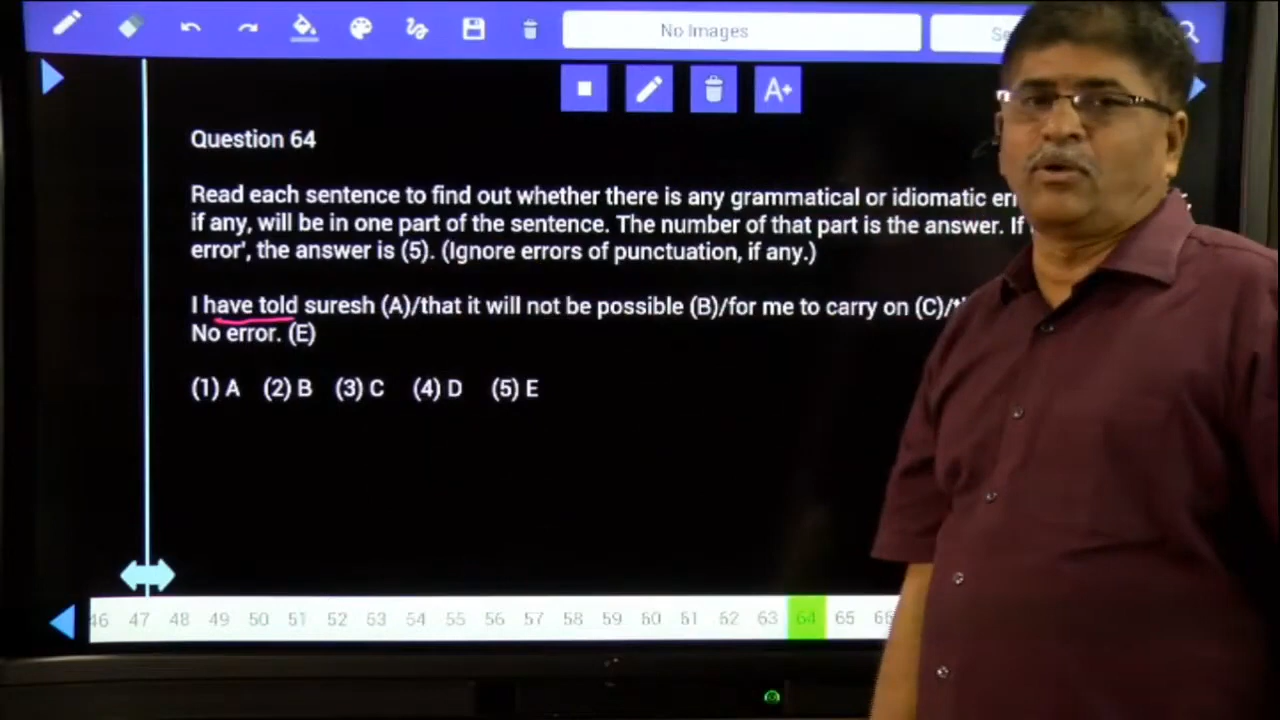 No Images
A+
Question 64
Read each sentence to find out whether there is any grammatical or idiomatic
if any, will be in one part of the sentence. The number of that part is the answer. If
error', the answer is (5). (Ignore errors of punctuation, if any.)
I have told suresh (A)/that it will not be possible (B)/for me to carry on (C)/
No error. (E)
(1) A (2) B (3) C (4) D (5) E
46 47 48 49 50 51 52 53 54 55 56 57 58 59 60 61 62 63 64 65 66